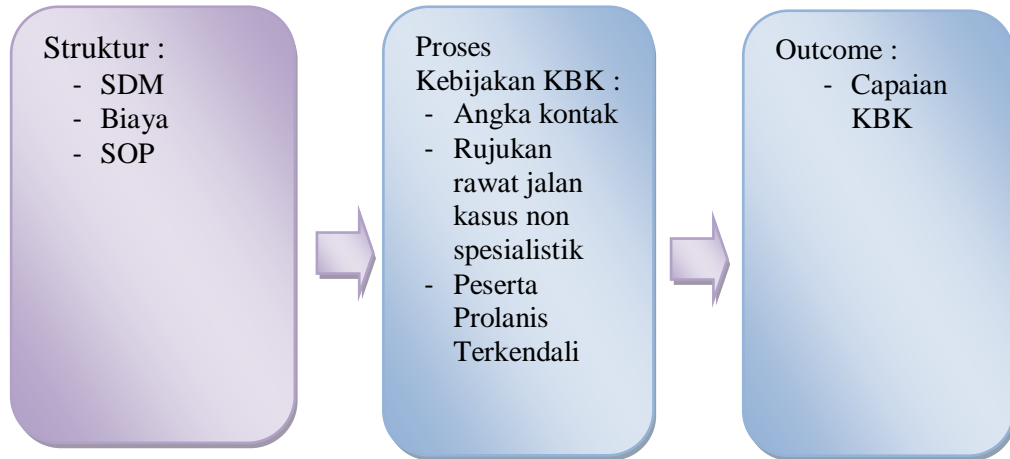 Struktur :
- SDM
- Biaya
- SOP
Proses
Kebijakan KBK :
- Angka kontak
- Rujukan
rawat jalan
kasus non
spesialistik
- Peserta
Prolanis
Terkendali
Outcome :
- Capaian
KBK